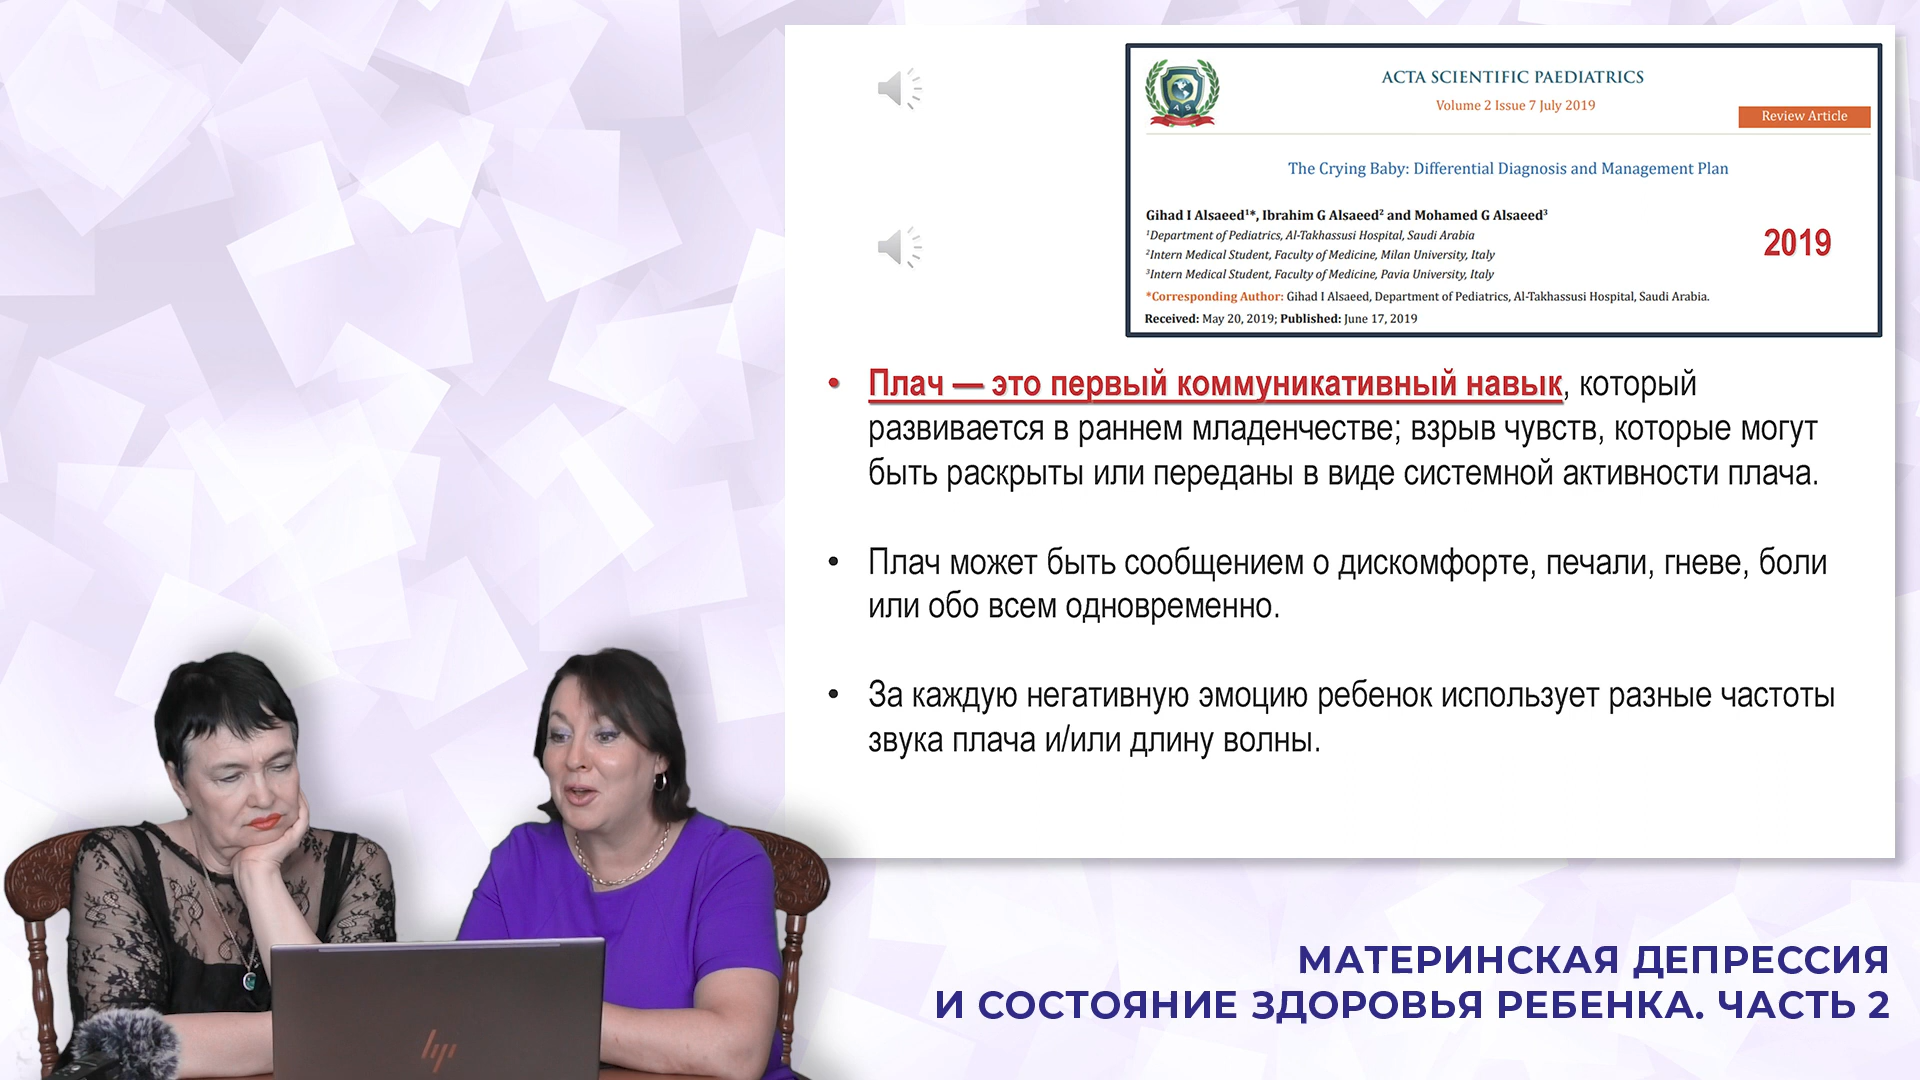 ACTA SCIENTIFIC PAEDIATRICS
Volume 2 Issue 7 July 2019
Review Article
The Crying Baby: Differential Diagnosis and Management Plan
Gihad I Alsaeed¹*, Ibrahim G Alsaeed² and Mohamed G Alsaeed³
¹Department of Pediatrics, Al-Takhassusi Hospital, Saudi Arabia
²Intern Medical Student, Faculty of Medicine, Milan University, Italy
³Intern Medical Student, Faculty of Medicine, Pavia University, Italy
2019
*Corresponding Author: Gihad I Alsaeed, Department of Pediatrics, Al-Takhassusi Hospital, Saudi Arabia.
Received: May 20, 2019; Published: June 17, 2019
• Плач — это первый коммуникативный навык, который
развивается в раннем младенчестве; взрыв чувств, которые могут
быть раскрыты или переданы в виде системной активности плача.
• Плач может быть сообщением о дискомфорте, печали, гневе, боли
или обо всем одновременно.
• За каждую негативную эмоцию ребенок использует разные частоты
звука плача и/или длину волны.
hp
МАТЕРИНСКАЯ ДЕПРЕССИЯ
И СОСТОЯНИЕ ЗДОРОВЬЯ РЕБЕНКА. ЧАСТЬ 2